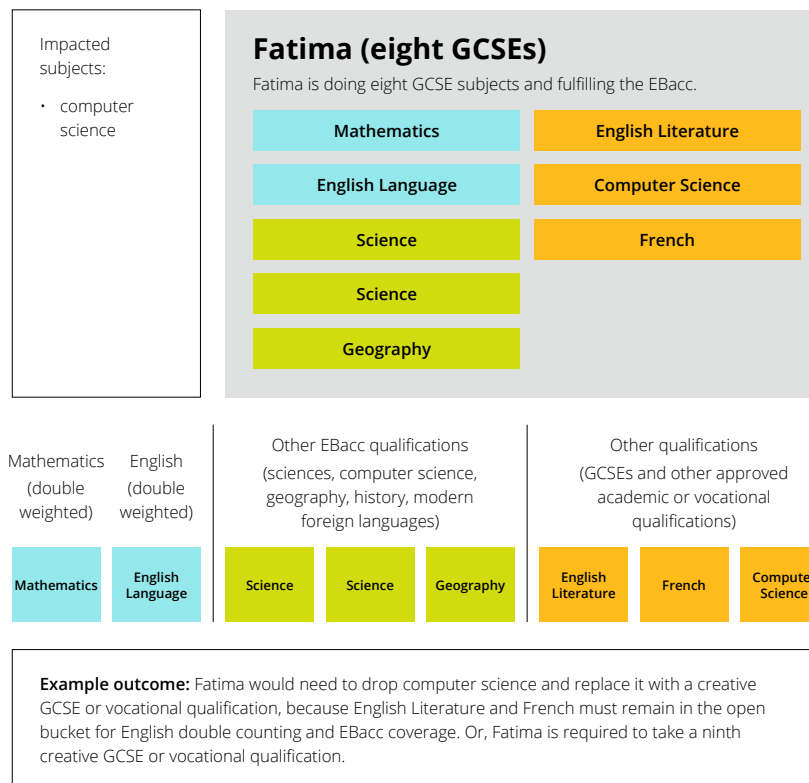 Impacted
subjects:
• computer
science
Fatima (eight GCSEs)
Fatima is doing eight GCSE subjects and fulfilling the EBacc.
Mathematics
English Literature
English Language
Computer Science
Science
French
Science
Geography
Mathematics
(double
weighted)
English
(double
weighted)
Other EBacc qualifications
(sciences, computer science,
geography, history, modern
foreign languages)
Other qualifications
(GCSEs and other approved
academic or vocational
qualifications)
Mathematics
English
Language
Science
Science
Geography
English
Literature
French
Compute
Science
Example outcome: Fatima would need to drop computer science and replace it with a creative
GCSE or vocational qualification, because English Literature and French must remain in the open
bucket for English double counting and EBacc coverage. Or, Fatima is required to take a ninth
creative GCSE or vocational qualification.